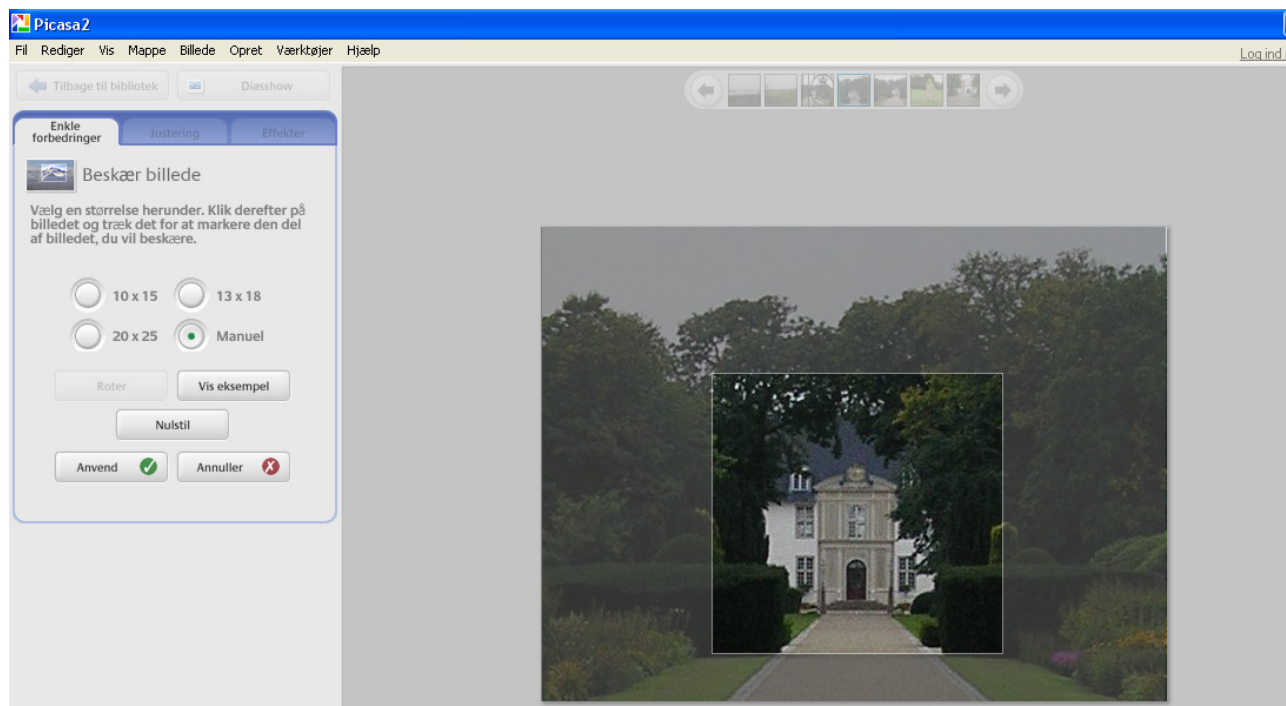 Picasa2
Fil Rediger Vis Mappe Billede Opret Værktøjer Hjælp
Log ind
Tilbage til bibliotek Diasshow
Enkle
forbedringer Justering Effekter
Beskær billede
Vælg en størrelse herunder. Klik derefter på
billedet og træk det for at markere den del
af billedet, du vil beskære.
10 x 15 13 x 18
20 x 25 Manuel
Roter Vis eksempel
Nulstil
Anvend Annuller